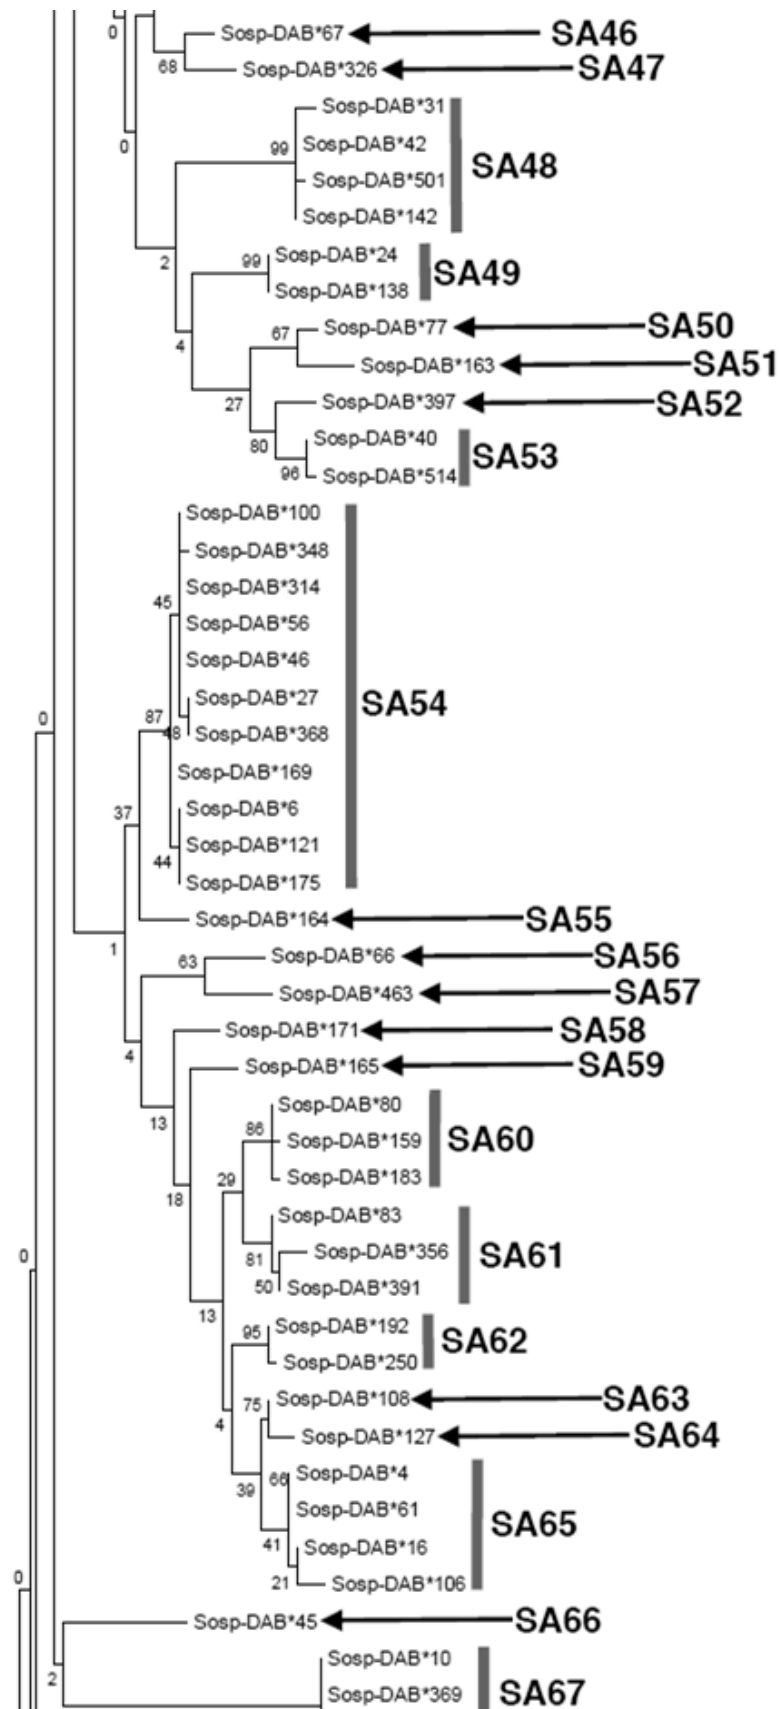 0
Sosp-DAB*67 SA46
68
Sosp-DAB*326 SA47
Sosp-DAB*31
0
99
Sosp-DAB*42
SA48
Sosp-DAB*501
Sosp-DAB*142
2
99
Sosp-DAB*24
SA49
Sosp-DAB*138
67
Sosp-DAB*77 SA50
4
Sosp-DAB*163 SA51
27
Sosp-DAB*397 SA52
80
Sosp-DAB*40
SA53
96
Sosp-DAB*514
Sosp-DAB*100
Sosp-DAB*348
Sosp-DAB*314
45
Sosp-DAB*56
Sosp-DAB*46
Sosp-DAB*27
SA54
0
87
48
Sosp-DAB*368
Sosp-DAB*169
Sosp-DAB*6
37
Sosp-DAB*121
44
Sosp-DAB*175
Sosp-DAB*164 SA55
1
63
Sosp-DAB*66 SA56
Sosp-DAB*463 SA57
Sosp-DAB*171 SA58
4
Sosp-DAB*165 SA59
Sosp-DAB*80
13
86
Sosp-DAB*159 SA60
29
Sosp-DAB*183
18
Sosp-DAB*83
0
81
Sosp-DAB*356 SA61
50
Sosp-DAB*391
13
95
Sosp-DAB*192
SA62
Sosp-DAB*250
75
Sosp-DAB*108 SA63
4
Sosp-DAB*127 SA64
66
Sosp-DAB*4
39
Sosp-DAB*61
SA65
41
Sosp-DAB*16
0
21
Sosp-DAB*106
Sosp-DAB*45 SA66
2
Sosp-DAB*10
Sosp-DAB*369 SA67